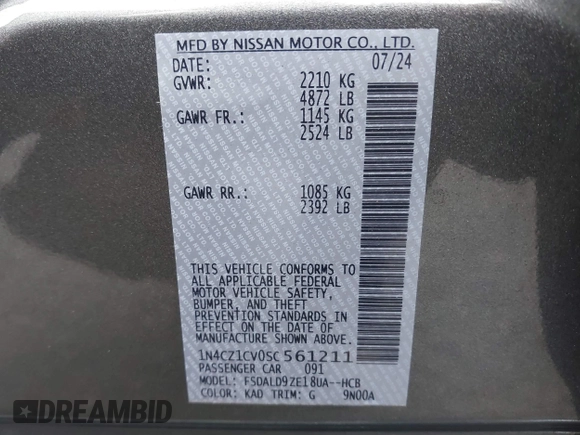 MFD BY NISSAN MOTOR CO., LTD.
DATE: 07/24
GVWR: 2210 KG
4872 LB
GAWR FR.: 1145 KG
2524 LB
GAWR RR.: 1085 KG
2392 LB
THIS VEHICLE CONFORMS TO
ALL APPLICABLE FEDERAL
MOTOR VEHICLE SAFETY,
BUMPER, AND THEFT
PREVENTION STANDARDS
IN EFFECT ON THE DATE OF
MANUFACTURE SHOWN ABOVE.
1N4CZ1CV0SC561211
PASSENGER CAR 091
MODEL: FSDALD9ZE18UA--HCB
COLOR: KAD TRIM: G 9N00A
STREAMBID